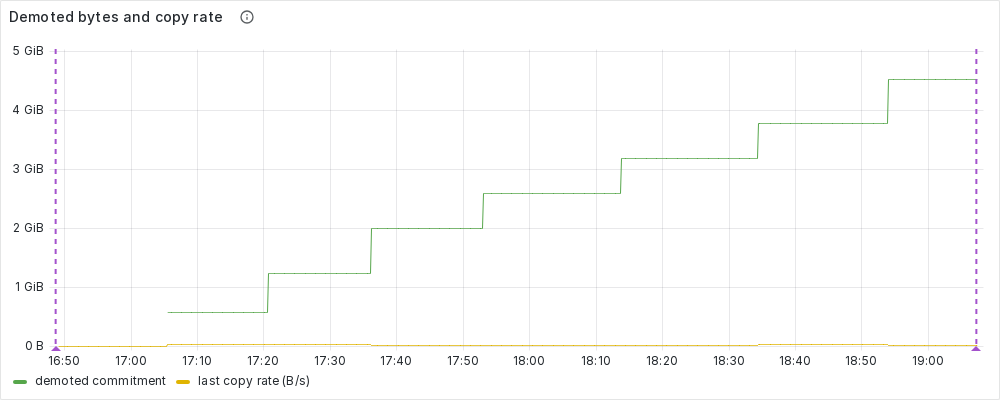 Demoted bytes and copy rate
5 GiB
4 GiB
3 GiB
2 GiB
1 GiB
0 B
16:50 17:00 17:10 17:20 17:30 17:40 17:50 18:00 18:10 18:20 18:30 18:40 18:50 19:00
demoted commitment last copy rate (B/s)